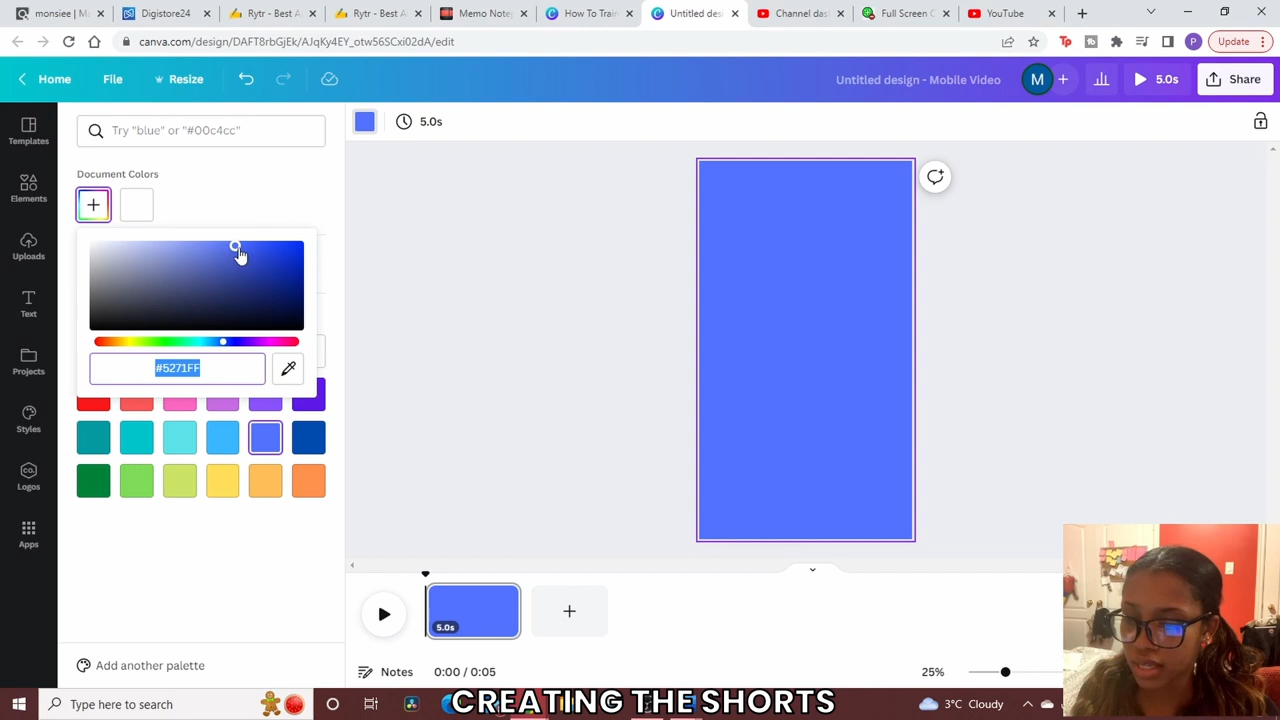 monsiee | M
Digistore24
Rytr - Best A
Rytr - Best A
Memo Note
How To Train
Untitled desi
Channel das
Full Screen C
YouTube
canva.com/design/DAFT8rbGjEk/AJqKy4EY_otw56SCxi02dA/edit
P
Update
Home
File
Resize
Untitled design - Mobile Video
M
5.0s
Share
Templates
Elements
Uploads
Text
Projects
Styles
CO.
Logos
Apps
Try "blue" or "#00c4cc"
Document Colors
#5271FF
Add another palette
5.0s
5.0s
Notes
0:00 / 0:05
25%
CREATING THE SHORTS
Type here to search
3°C Cloudy